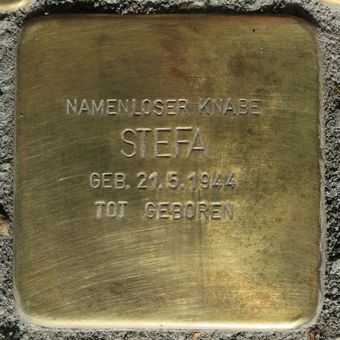 NAMENLOSER KNABE
STEFA
GEB. 21.5.1944
TOT GEBOREN